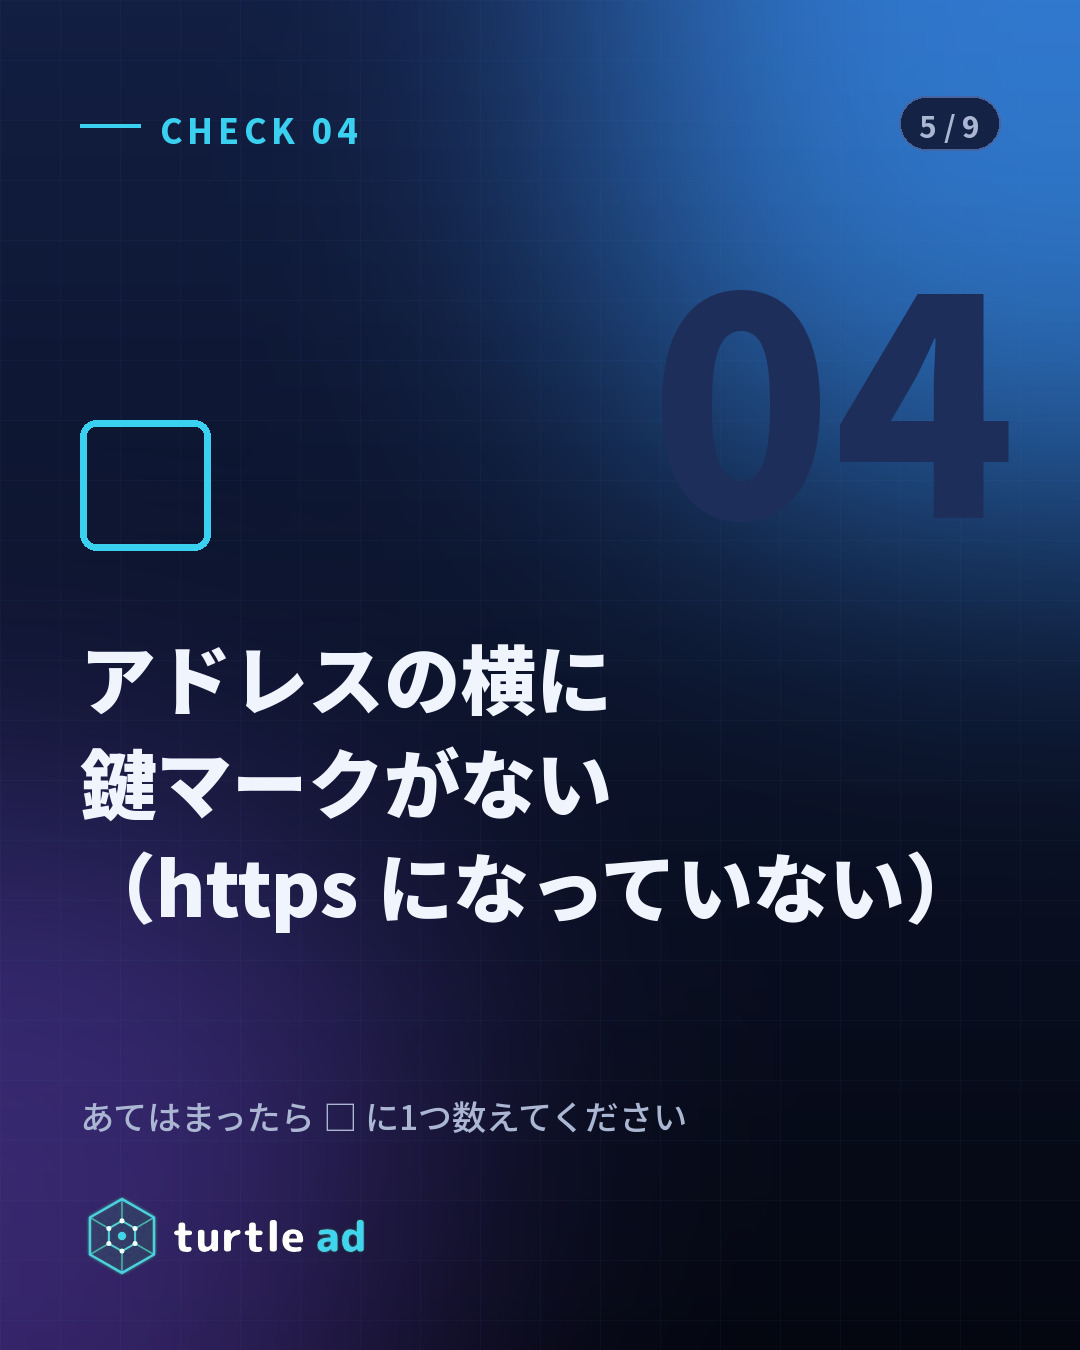 CHECK 04
5 / 9
04
アドレスの横に
鍵マークがない
（https になっていない）
あてはまったら □ に1つ数えてください
turtle ad